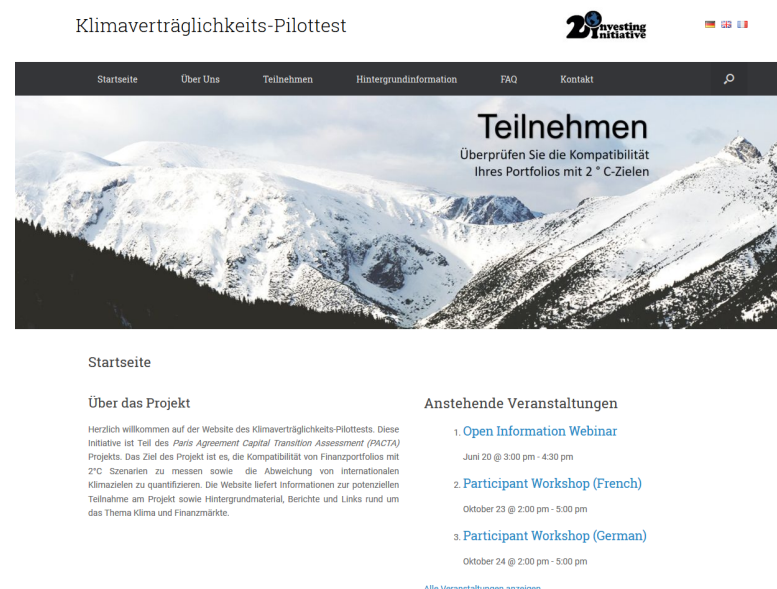 Klimaverträglichkeits-Pilottest
2° Investing
Initiative
Startseite Über Uns Teilnehmen Hintergrundinformation FAQ Kontakt
Teilnehmen
Überprüfen Sie die Kompatibilität
Ihres Portfolios mit 2 ° C-Zielen
Startseite
Über das Projekt
Herzlich willkommen auf der Website des Klimaverträglichkeits-Pilottests. Diese
Initiative ist Teil des Paris Agreement Capital Transition Assessment (PACTA)
Projekts. Das Ziel des Projekt ist es, die Kompatibilität von Finanzportfolios mit
2°C Szenarien zu messen sowie die Abweichung von internationalen
Klimazielen zu quantifizieren. Die Website liefert Informationen zur potenziellen
Teilnahme am Projekt sowie Hintergrundmaterial, Berichte und Links rund um
das Thema Klima und Finanzmärkte.
Anstehende Veranstaltungen
1. Open Information Webinar
Juni 20 @ 3:00 pm - 4:30 pm
2. Participant Workshop (French)
Oktober 23 @ 2:00 pm - 5:00 pm
3. Participant Workshop (German)
Oktober 24 @ 2:00 pm - 5:00 pm
Alle Veranstaltungen anzeigen